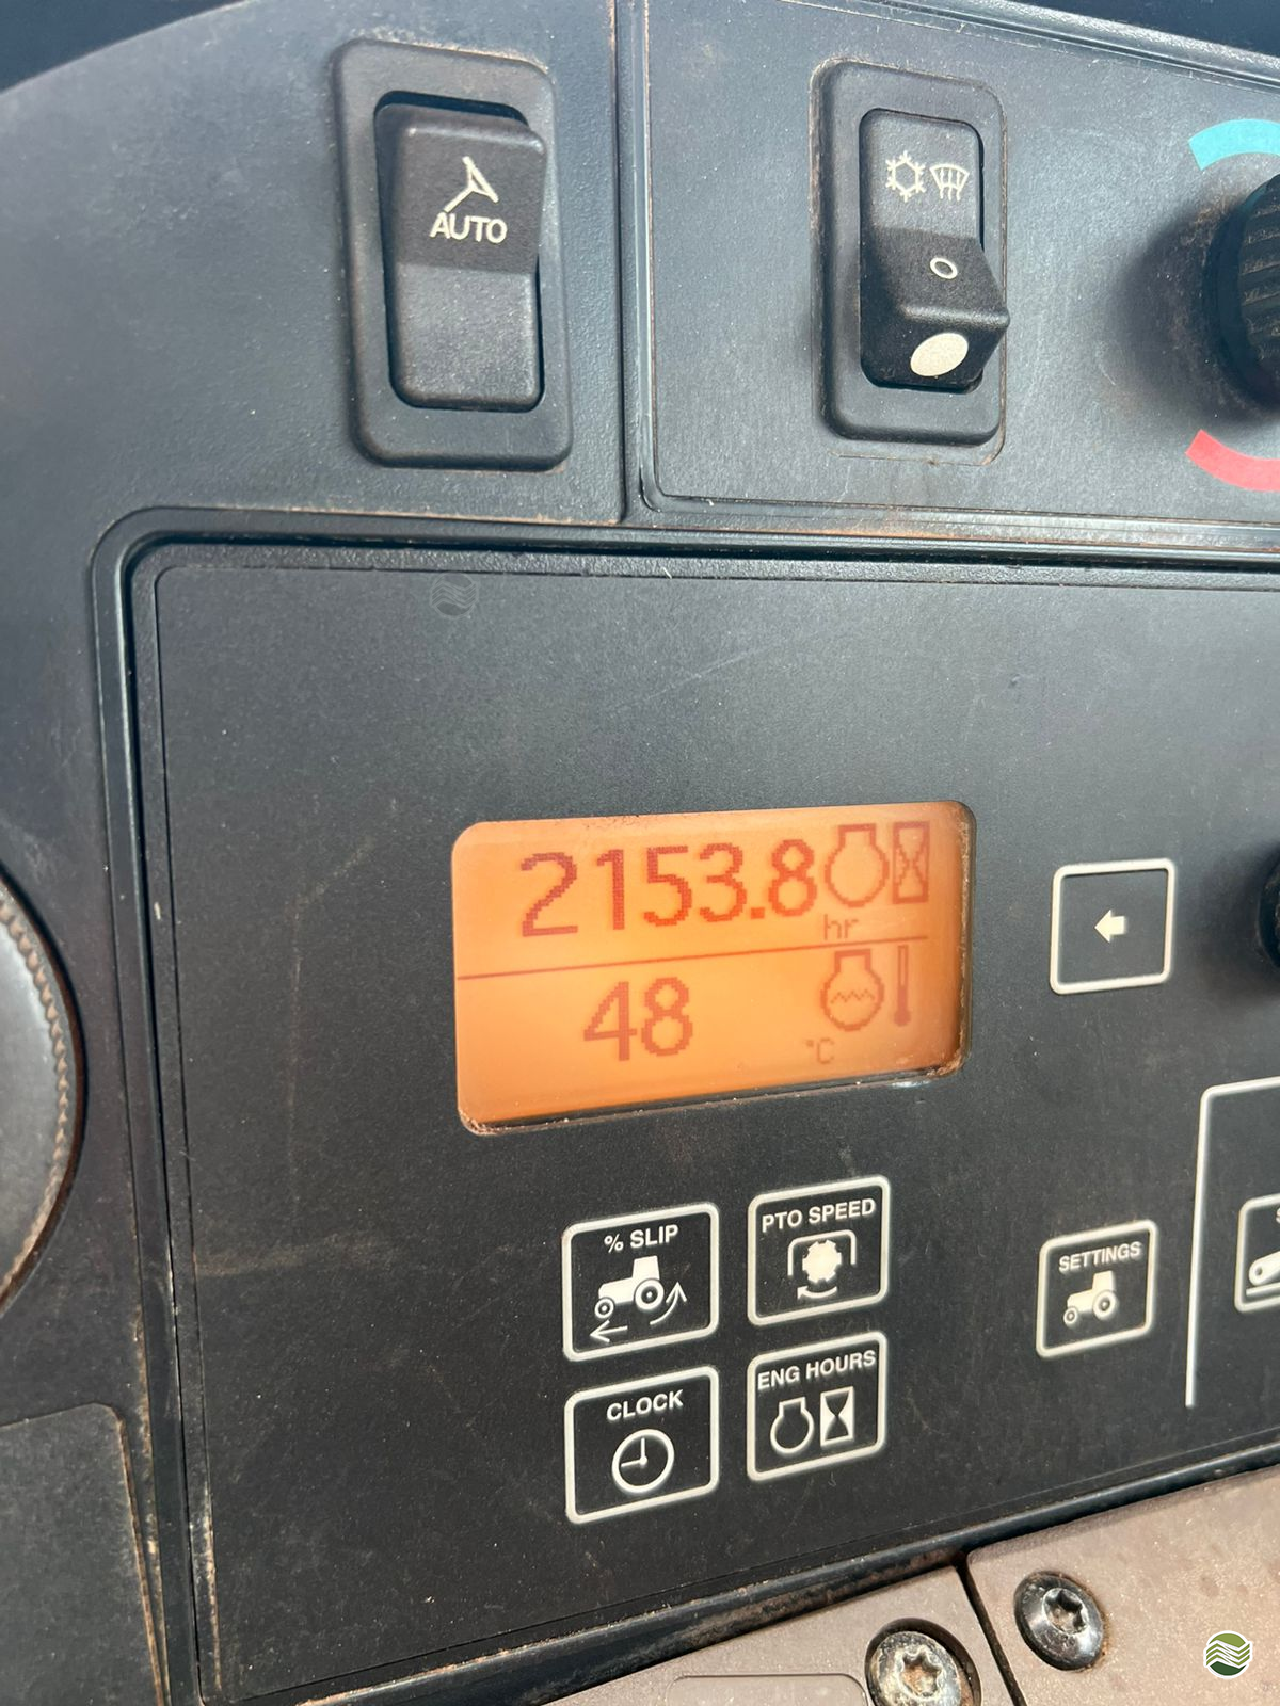 AUTO
2153.8
hr
48
°C
% SLIP
PTO SPEED
SETTINGS
CLOCK
ENG HOURS